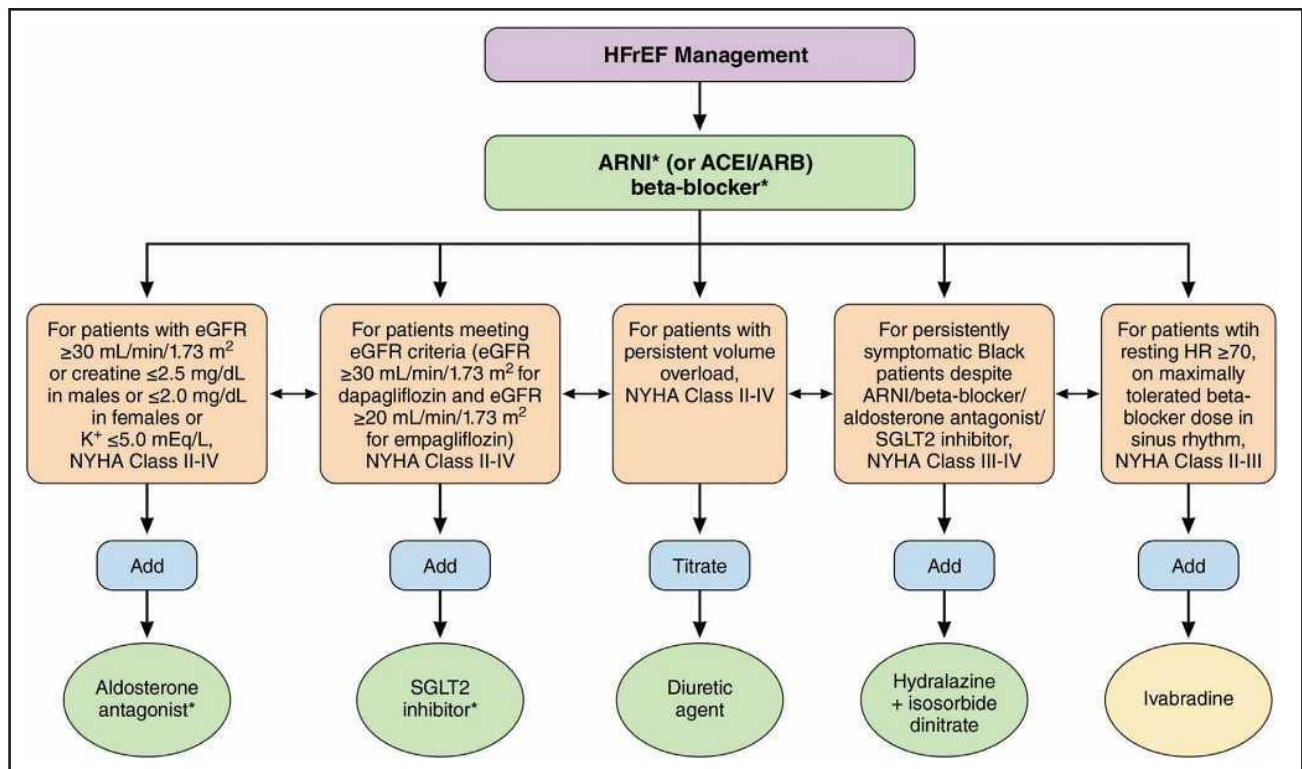 HFrEF Management
ARNI* (or ACEI/ARB)
beta-blocker*
For patients with eGFR
≥30 mL/min/1.73 m²
or creatine ≤2.5 mg/dL
in males or ≤2.0 mg/dL
in females or
K⁺ ≤5.0 mEq/L,
NYHA Class II-IV
For patients meeting
eGFR criteria (eGFR
≥30 mL/min/1.73 m² for
dapagliflozin and eGFR
≥20 mL/min/1.73 m²
for empagliflozin)
NYHA Class II-IV
For patients with
persistent volume
overload,
NYHA Class II-IV
For persistently
symptomatic Black
patients despite
ARNI/beta-blocker/
aldosterone antagonist/
SGLT2 inhibitor,
NYHA Class III-IV
For patients wtih
resting HR ≥70,
on maximally
tolerated beta-
blocker dose in
sinus rhythm,
NYHA Class II-III
Add
Add
Titrate
Add
Add
Aldosterone
antagonist*
SGLT2
inhibitor*
Diuretic
agent
Hydralazine
+ isosorbide
dinitrate
Ivabradine